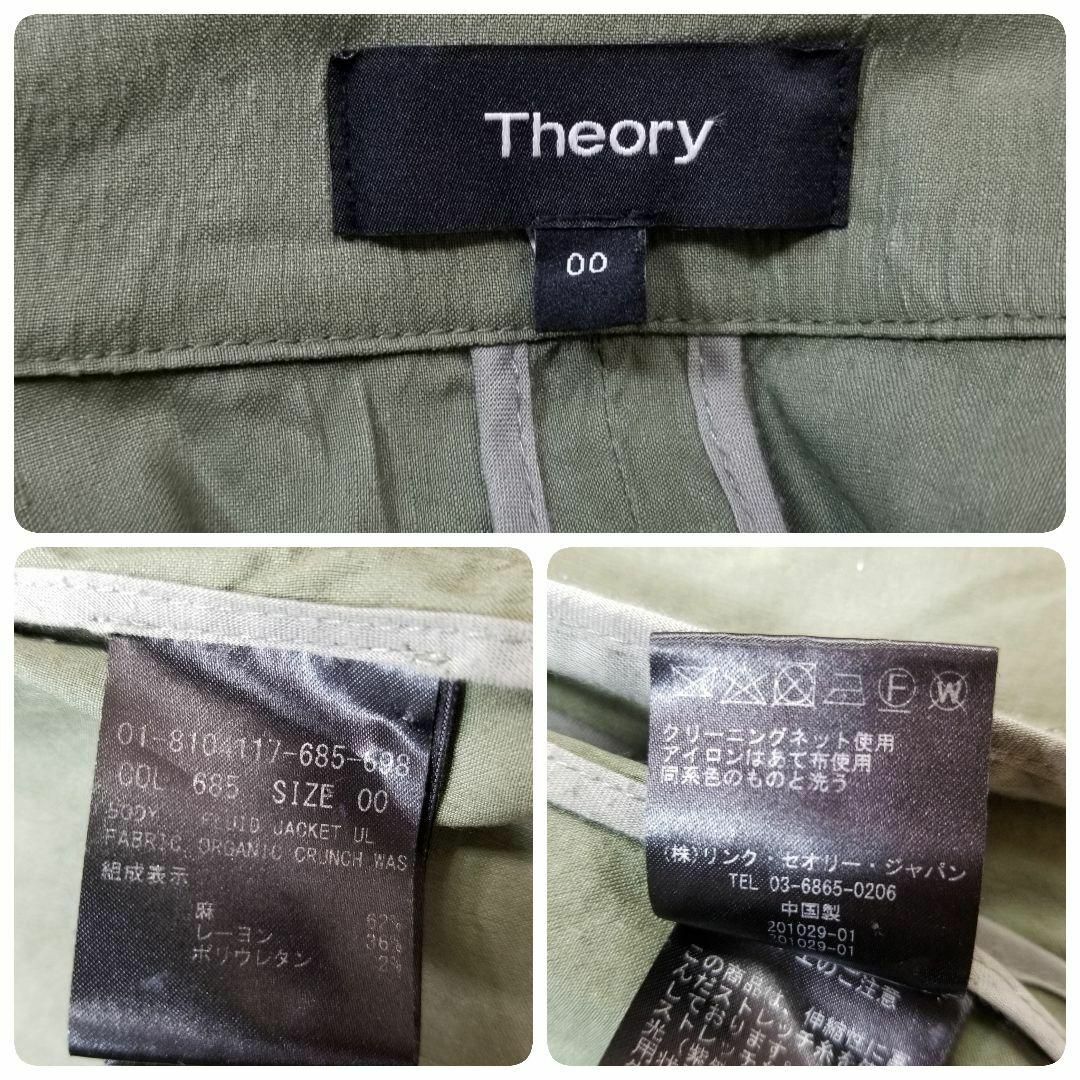 Theory
00
01-8104117-685-698
COL 685 SIZE 00
BODY FLUID JACKET UL
FABRIC.ORGANIC CRUNCH WAS
組成表示
麻 62%
レーヨン 36%
ポリウレタン 2%
F W
クリーニングネット使用
アイロンはあて布使用
同系色のものと洗う
(株)リンク・セオリー・ジャパン
TEL 03-6865-0206
中国製
201029-01
201029-01
のご注意